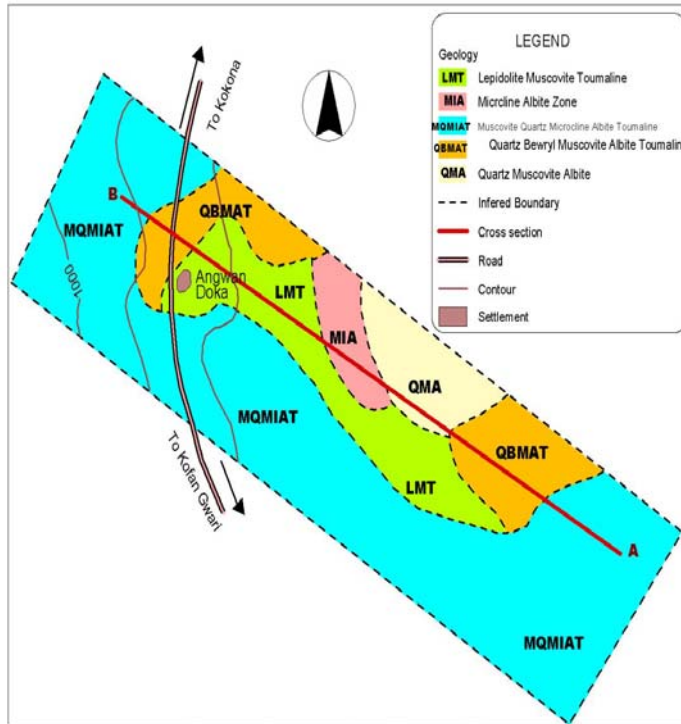 LEGEND
Geology
LMT Lepidolite Muscovite Toumaline
MIA Microline Albite Zone
MQMIAT Muscovite Quartz Microcline Albite Toumaline
QBMAT Quartz Bewryl Muscovite Albite Toumaline
QMA Quartz Muscovite Albite
Infered Boundary
Cross section
Road
Contour
Settlement
To Kokona
B
QBMAT
MQMIAT
Angwan
Doka
LMT
1000
MIA
QMA
MQMIAT
QBMAT
To Kofan Gwari
LMT
A
MQMIAT